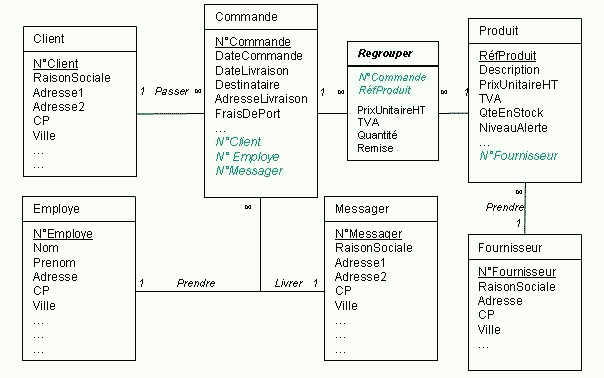 Client
N°Client
RaisonSociale
Adresse1
Adresse2
CP
Ville
...
...
1 Passer ∞
Commande
N°Commande
DateCommande
DateLivraison
Destinataire
AdresseLivraison
FraisDePort
...
N°Client
N° Employe
N°Messager
1 ∞
Regrouper
N°Commande
RéfProduit
PrixUnitaireHT
TVA
Quantité
Remise
∞ 1
Produit
RéfProduit
Description
PrixUnitaireHT
TVA
QteEnStock
NiveauAlerte
...
N°Fournisseur
∞
Prendre
1
Employe
N°Employe
Nom
Prenom
Adresse
CP
Ville
...
...
...
∞
1 Prendre
Livrer 1
Messager
N°Messager
RaisonSociale
Adresse1
Adresse2
CP
Ville
...
...
...
Fournisseur
N°Fournisseur
RaisonSociale
Adresse
CP
Ville
...